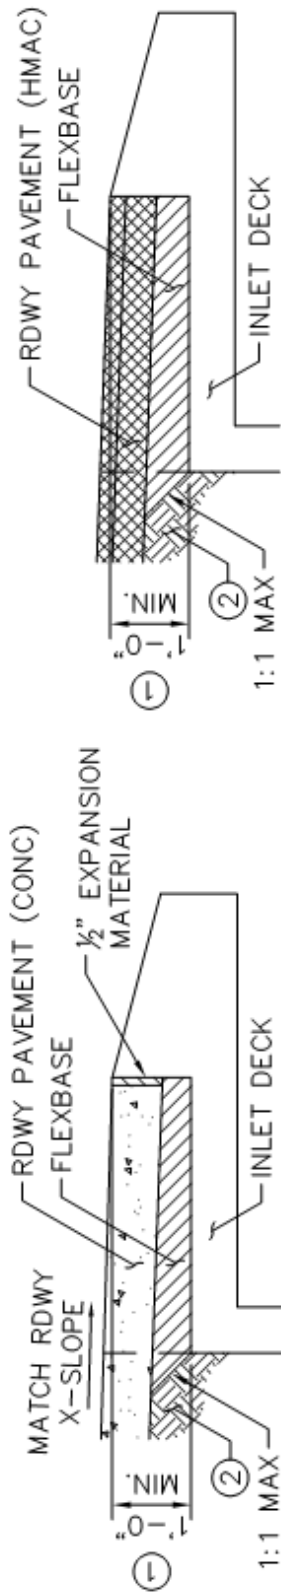 MATCH RDWY
X-SLOPE
RDWY PAVEMENT (CONC)
FLEXBASE
½" EXPANSION
MATERIAL
1
1'-0"
MIN.
2
1:1 MAX
INLET DECK
RDWY PAVEMENT (HMAC)
FLEXBASE
1
1'-0"
MIN.
2
1:1 MAX
INLET DECK